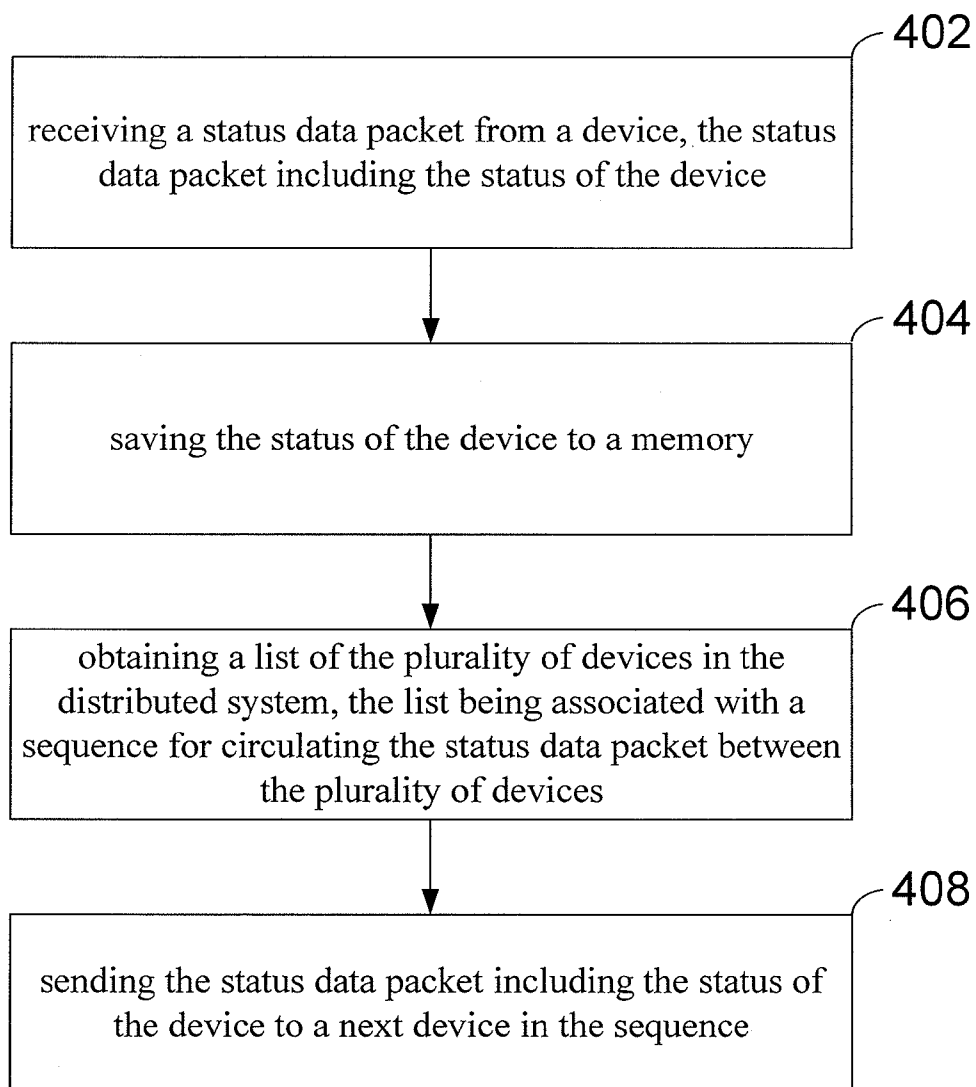 402
receiving a status data packet from a device, the status
data packet including the status of the device
404
saving the status of the device to a memory
406
obtaining a list of the plurality of devices in the
distributed system, the list being associated with a
sequence for circulating the status data packet between
the plurality of devices
408
sending the status data packet including the status of
the device to a next device in the sequence